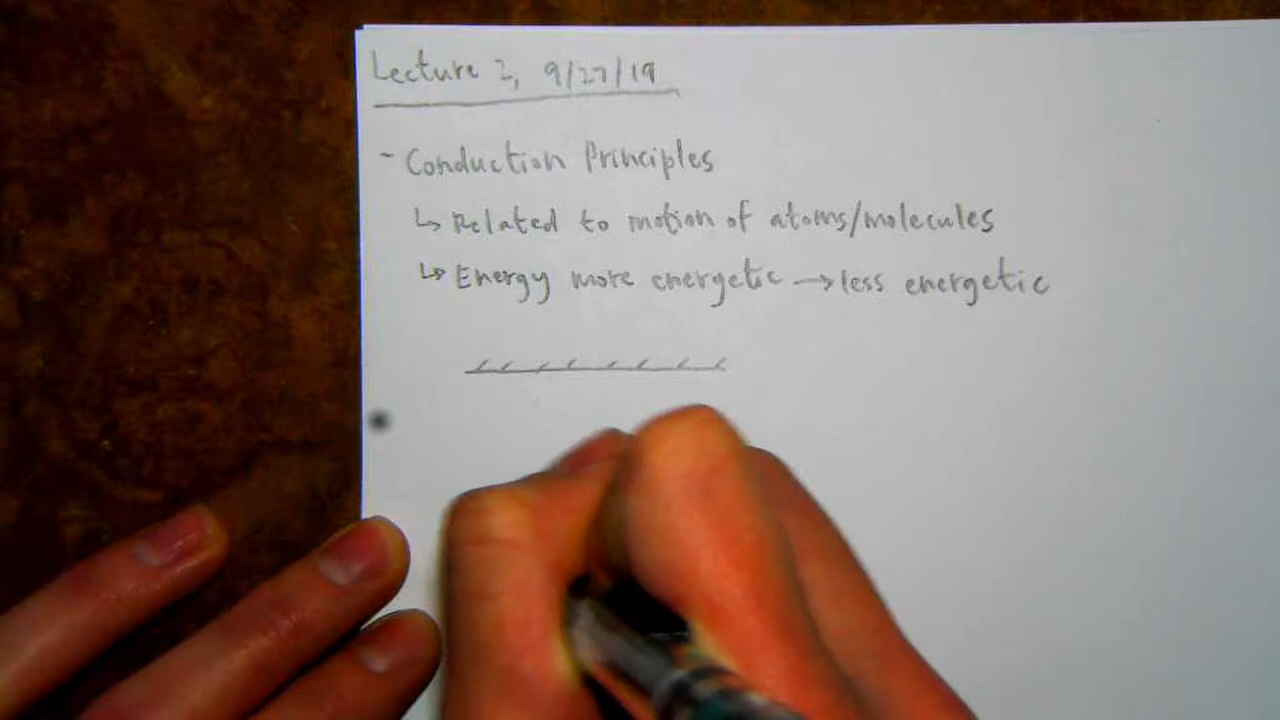 Lecture 2, 9/27/19
- Conduction Principles
↳ Related to motion of atoms/molecules
↳ Energy more energetic → less energetic